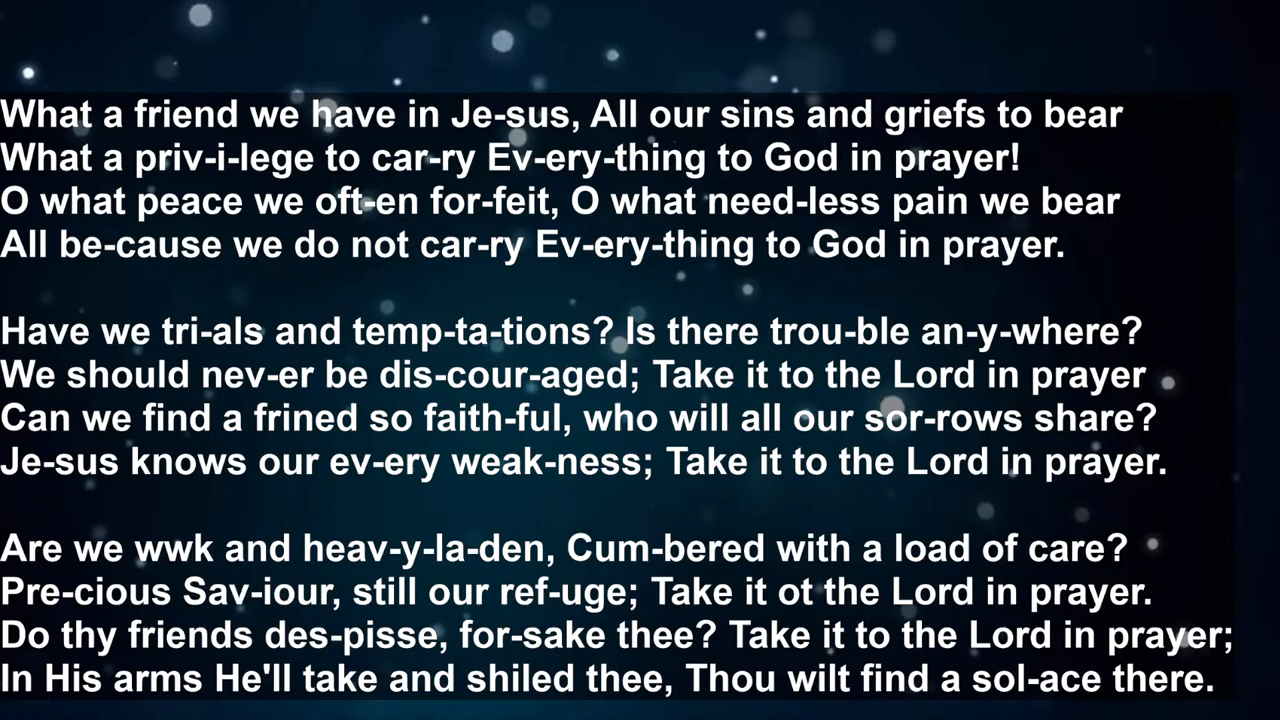 What a friend we have in Je-sus, All our sins and griefs to bear
What a priv-i-lege to car-ry Ev-ery-thing to God in prayer!
O what peace we oft-en for-feit, O what need-less pain we bear
All be-cause we do not car-ry Ev-ery-thing to God in prayer.
Have we tri-als and temp-ta-tions? Is there trou-ble an-y-where?
We should nev-er be dis-cour-aged; Take it to the Lord in prayer
Can we find a frined so faith-ful, who will all our sor-rows share?
Je-sus knows our ev-ery weak-ness; Take it to the Lord in prayer.
Are we wwk and heav-y-la-den, Cum-bered with a load of care?
Pre-cious Sav-iour, still our ref-uge; Take it ot the Lord in prayer.
Do thy friends des-pisse, for-sake thee? Take it to the Lord in prayer;
In His arms He'll take and shiled thee, Thou wilt find a sol-ace there.